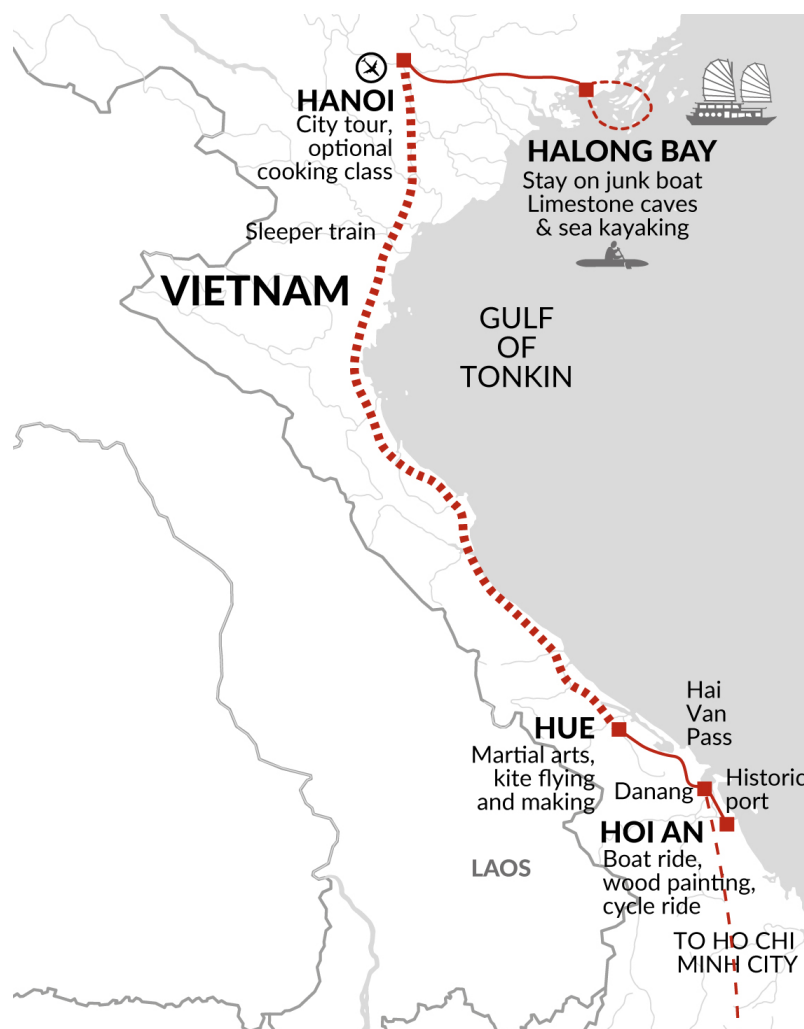 HANOI
City tour,
optional
cooking class
HALONG BAY
Stay on junk boat
Limestone caves
& sea kayaking
Sleeper train
VIETNAM
GULF
OF
TONKIN
Hai
Van
Pass
HUE
Martial arts,
kite flying
and making
Danang
Historic
port
HOI AN
Boat ride,
wood painting,
cycle ride
LAOS
TO HO CHI
MINH CITY